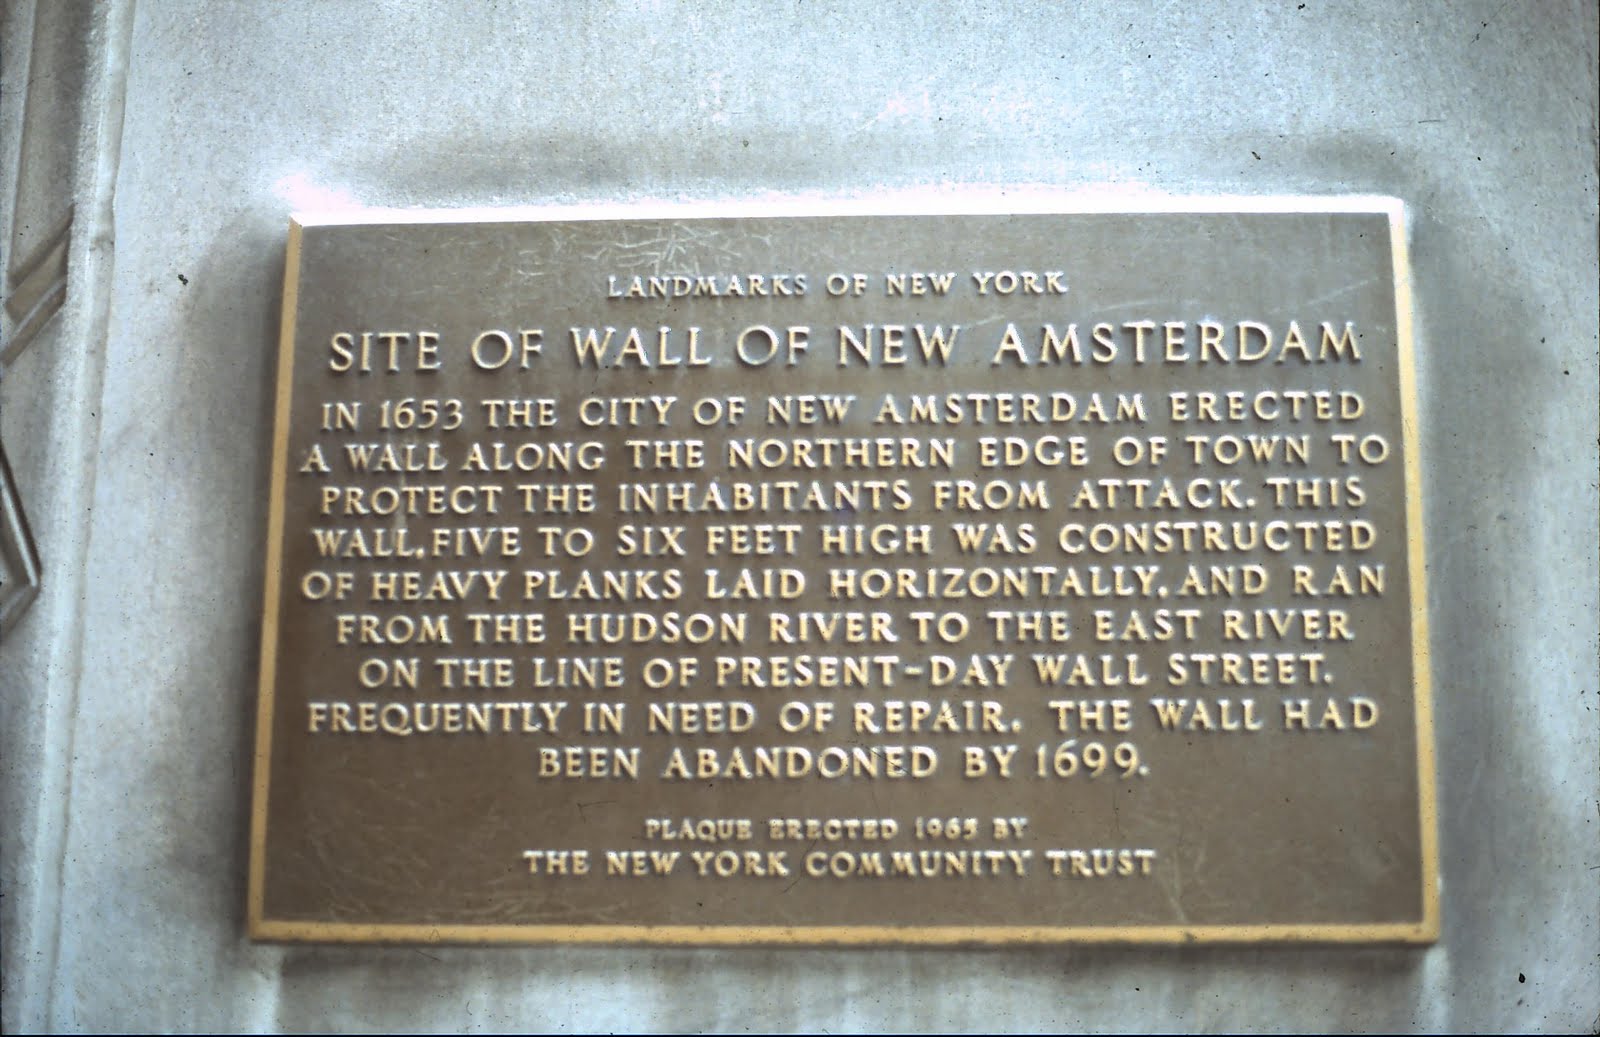 LANDMARKS OF NEW YORK
SITE OF WALL OF NEW AMSTERDAM
IN 1653 THE CITY OF NEW AMSTERDAM ERECTED
A WALL ALONG THE NORTHERN EDGE OF TOWN TO
PROTECT THE INHABITANTS FROM ATTACK. THIS
WALL, FIVE TO SIX FEET HIGH WAS CONSTRUCTED
OF HEAVY PLANKS LAID HORIZONTALLY, AND RAN
FROM THE HUDSON RIVER TO THE EAST RIVER
ON THE LINE OF PRESENT-DAY WALL STREET.
FREQUENTLY IN NEED OF REPAIR. THE WALL HAD
BEEN ABANDONED BY 1699.
PLAQUE ERECTED 1965 BY
THE NEW YORK COMMUNITY TRUST